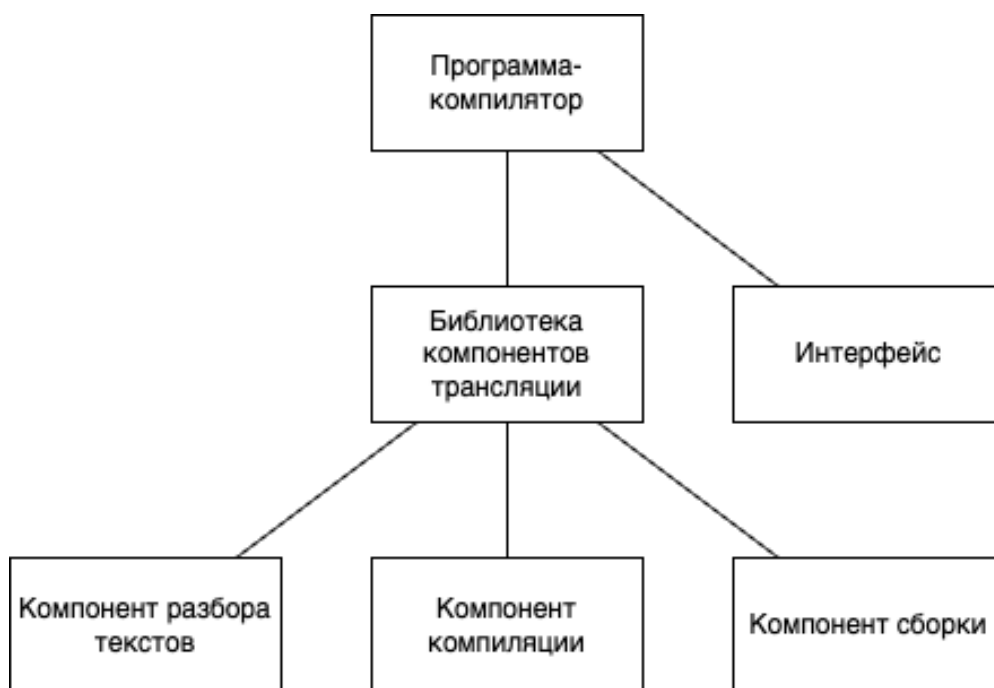 Программа-
компилятор
Библиотека
компонентов
трансляции
Интерфейс
Компонент разбора
текстов
Компонент
компиляции
Компонент сборки